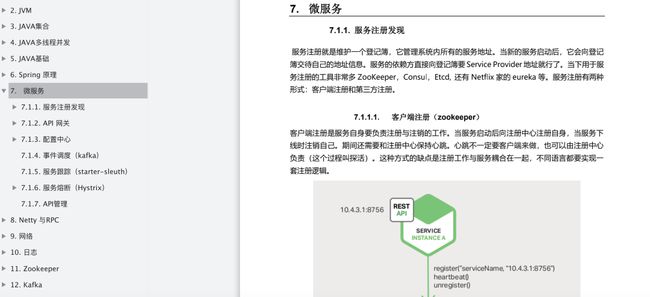 2. JVM
3. JAVA集合
4. JAVA多线程并发
5. JAVA基础
6. Spring 原理
7. 微服务
7.1.1. 服务注册发现
7.1.2. API 网关
7.1.3. 配置中心
7.1.4. 事件调度（kafka）
7.1.5. 服务跟踪（starter-sleuth）
7.1.6. 服务熔断（Hystrix）
7.1.7. API管理
8. Netty 与RPC
9. 网络
10. 日志
11. Zookeeper
12. Kafka
7. 微服务
7.1.1. 服务注册发现
服务注册就是维护一个登记簿，它管理系统内所有的服务地址。当新的服务启动后，它会向登记
簿交待自己的地址信息。服务的依赖方直接向登记簿要 Service Provider 地址就行了。当下用于服
务注册的工具非常多 ZooKeeper，Consul，Etcd, 还有 Netflix 家的 eureka 等。服务注册有两种
形式：客户端注册和第三方注册。
7.1.1.1. 客户端注册（zookeeper）
客户端注册是服务自身要负责注册与注销的工作。当服务启动后向注册中心注册自身，当服务下
线时注销自己。期间还需要和注册中心保持心跳。心跳不一定要客户端来做，也可以由注册中心
负责（这个过程叫探活）。这种方式的缺点是注册工作与服务耦合在一起，不同语言都要实现一
套注册逻辑。
10.4.3.1:8756
REST
API
SERVICE
INSTANCE A
register("serviceName, "10.4.3.1:8756")
heartbeat()
unregister()